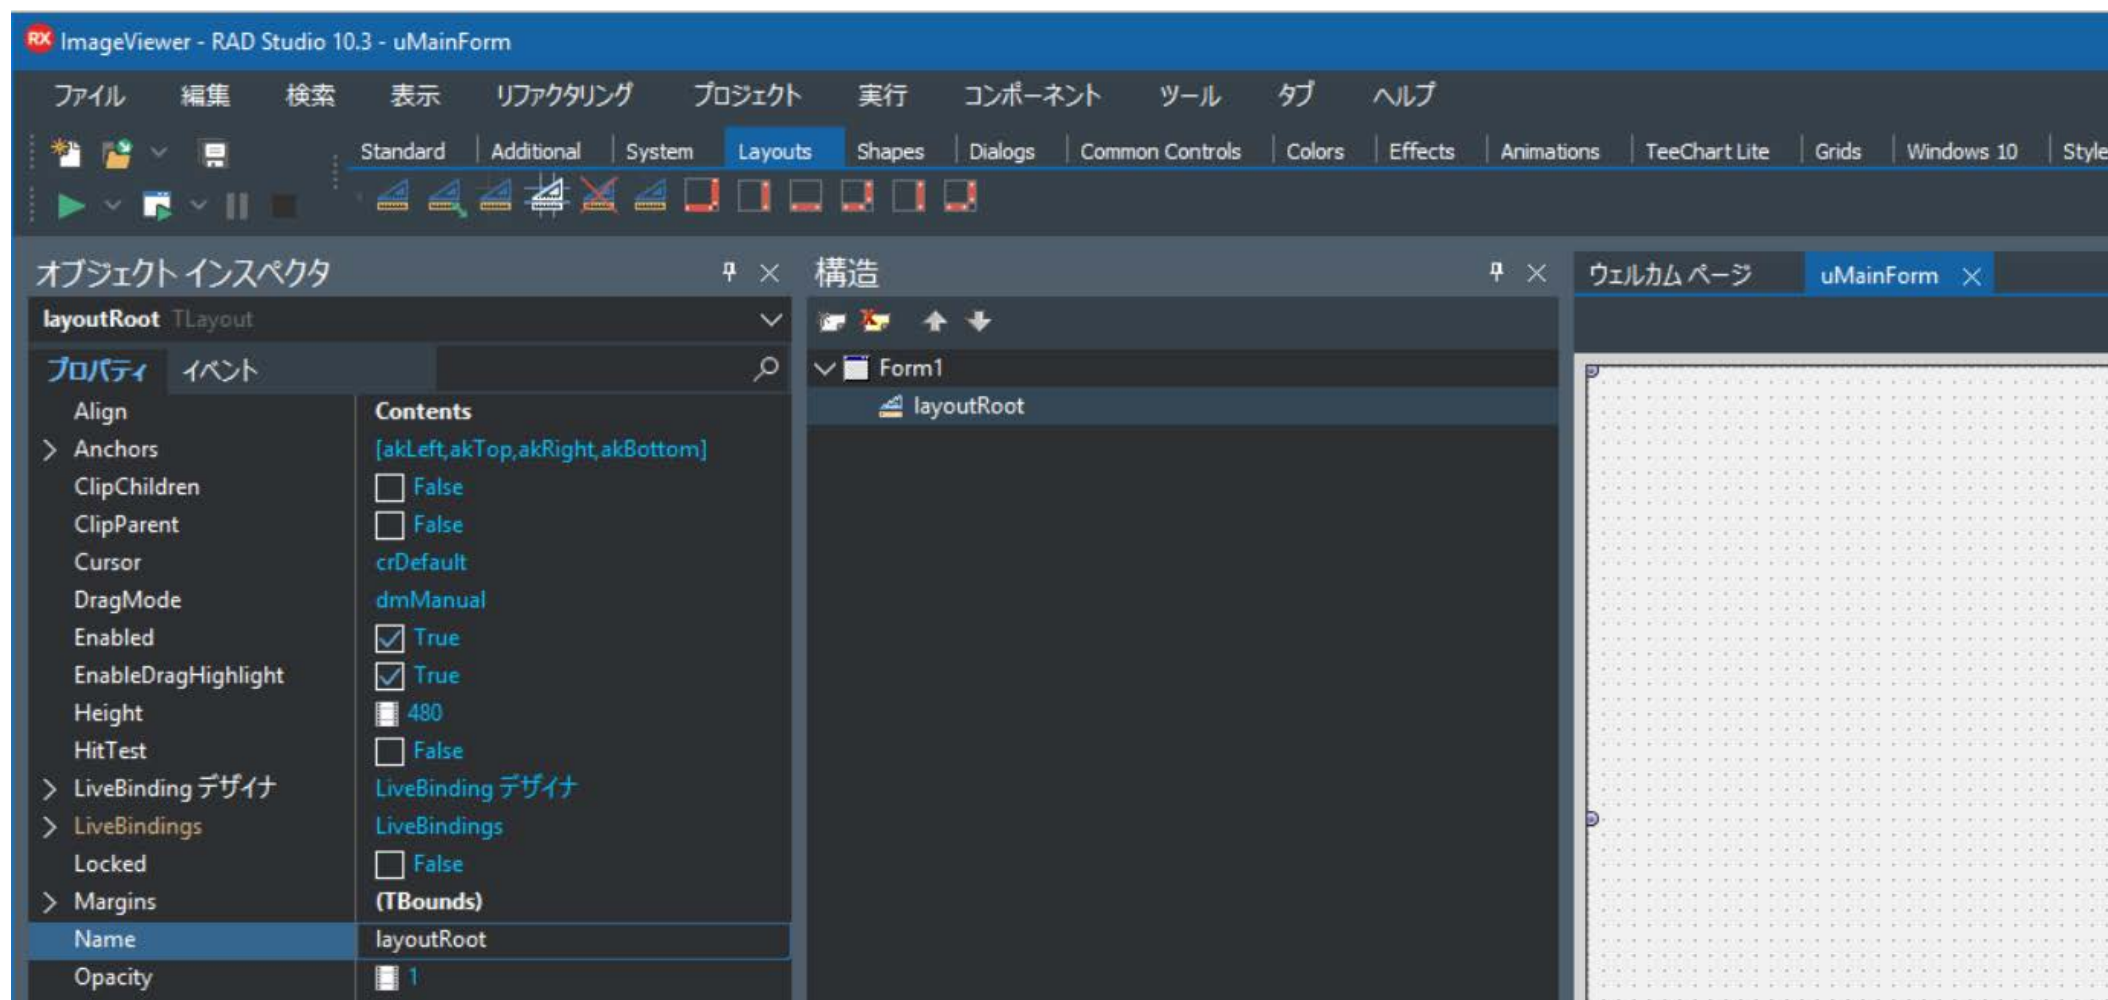 RX ImageViewer - RAD Studio 10.3 - uMainForm
ファイル 編集 検索 表示 リファクタリング プロジェクト 実行 コンポーネント ツール タブ ヘルプ
Standard Additional System Layouts Shapes Dialogs Common Controls Colors Effects Animations TeeChart Lite Grids Windows 10 Style
オブジェクト インスペクタ
layoutRoot TLayout
プロパティ イベント
Align Contents
Anchors [akLeft,akTop,akRight,akBottom]
ClipChildren False
ClipParent False
Cursor crDefault
DragMode dmManual
Enabled True
EnableDragHighlight True
Height 480
HitTest False
LiveBinding デザイナ LiveBinding デザイナ
LiveBindings LiveBindings
Locked False
Margins (TBounds)
Name layoutRoot
Opacity 1
構造
Form1
layoutRoot
ウェルカム ページ uMainForm